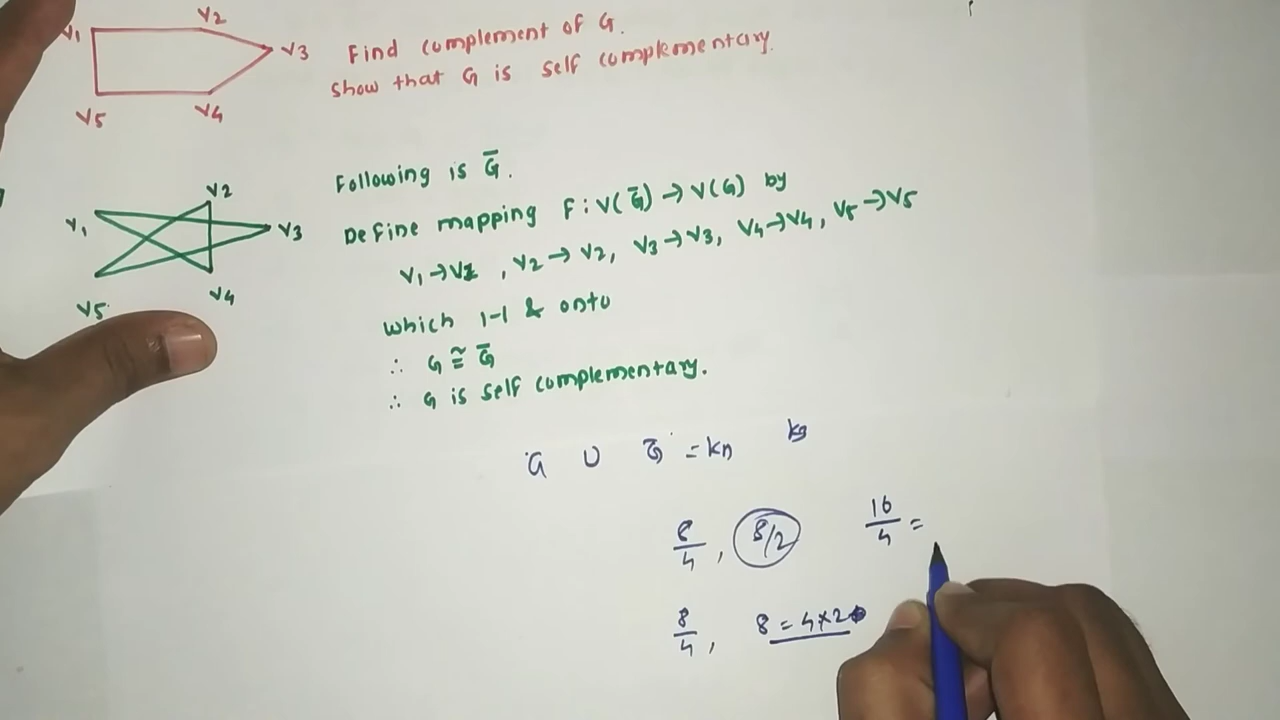 V1 V2
V3 Find complement of G.
Show that G is self complementary.
V5 V4
Following is G̅.
V2
V1 V3 Define mapping F: V(G̅) → V(G) by
V1 → , V2 → V2, V3 → V3, V4 → V4, V5 → V5
V5 V4
which 1-1 & onto
∴ G ≅ G̅
∴ G is self complementary.
G ∪ G̅ = kn
8/4 , 8/2 16/4 =
8/4 , 8 = 4×2